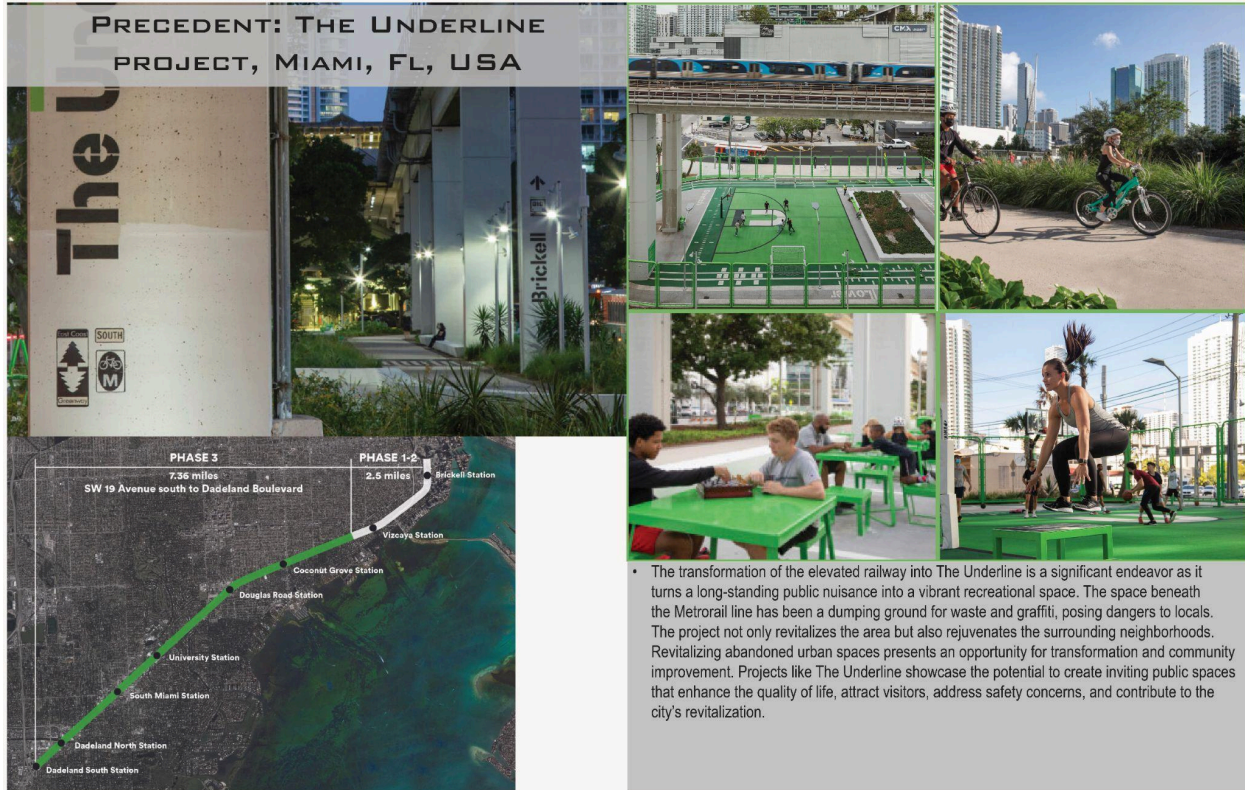 PRECEDENT: THE UNDERLINE
PROJECT, MIAMI, FL, USA
The Un
East Coast
Greenway
SOUTH
M
Brickell
CMX
LOWER
PHASE 3
7.36 miles
SW 19 Avenue south to Dadeland Boulevard
PHASE 1-2
2.5 miles
Brickell Station
Vizcaya Station
Coconut Grove Station
Douglas Road Station
University Station
South Miami Station
Dadeland North Station
Dadeland South Station
• The transformation of the elevated railway into The Underline is a significant endeavor as it
turns a long-standing public nuisance into a vibrant recreational space. The space beneath
the Metrorail line has been a dumping ground for waste and graffiti, posing dangers to locals.
The project not only revitalizes the area but also rejuvenates the surrounding neighborhoods.
Revitalizing abandoned urban spaces presents an opportunity for transformation and community
improvement. Projects like The Underline showcase the potential to create inviting public spaces
that enhance the quality of life, attract visitors, address safety concerns, and contribute to the
city's revitalization.